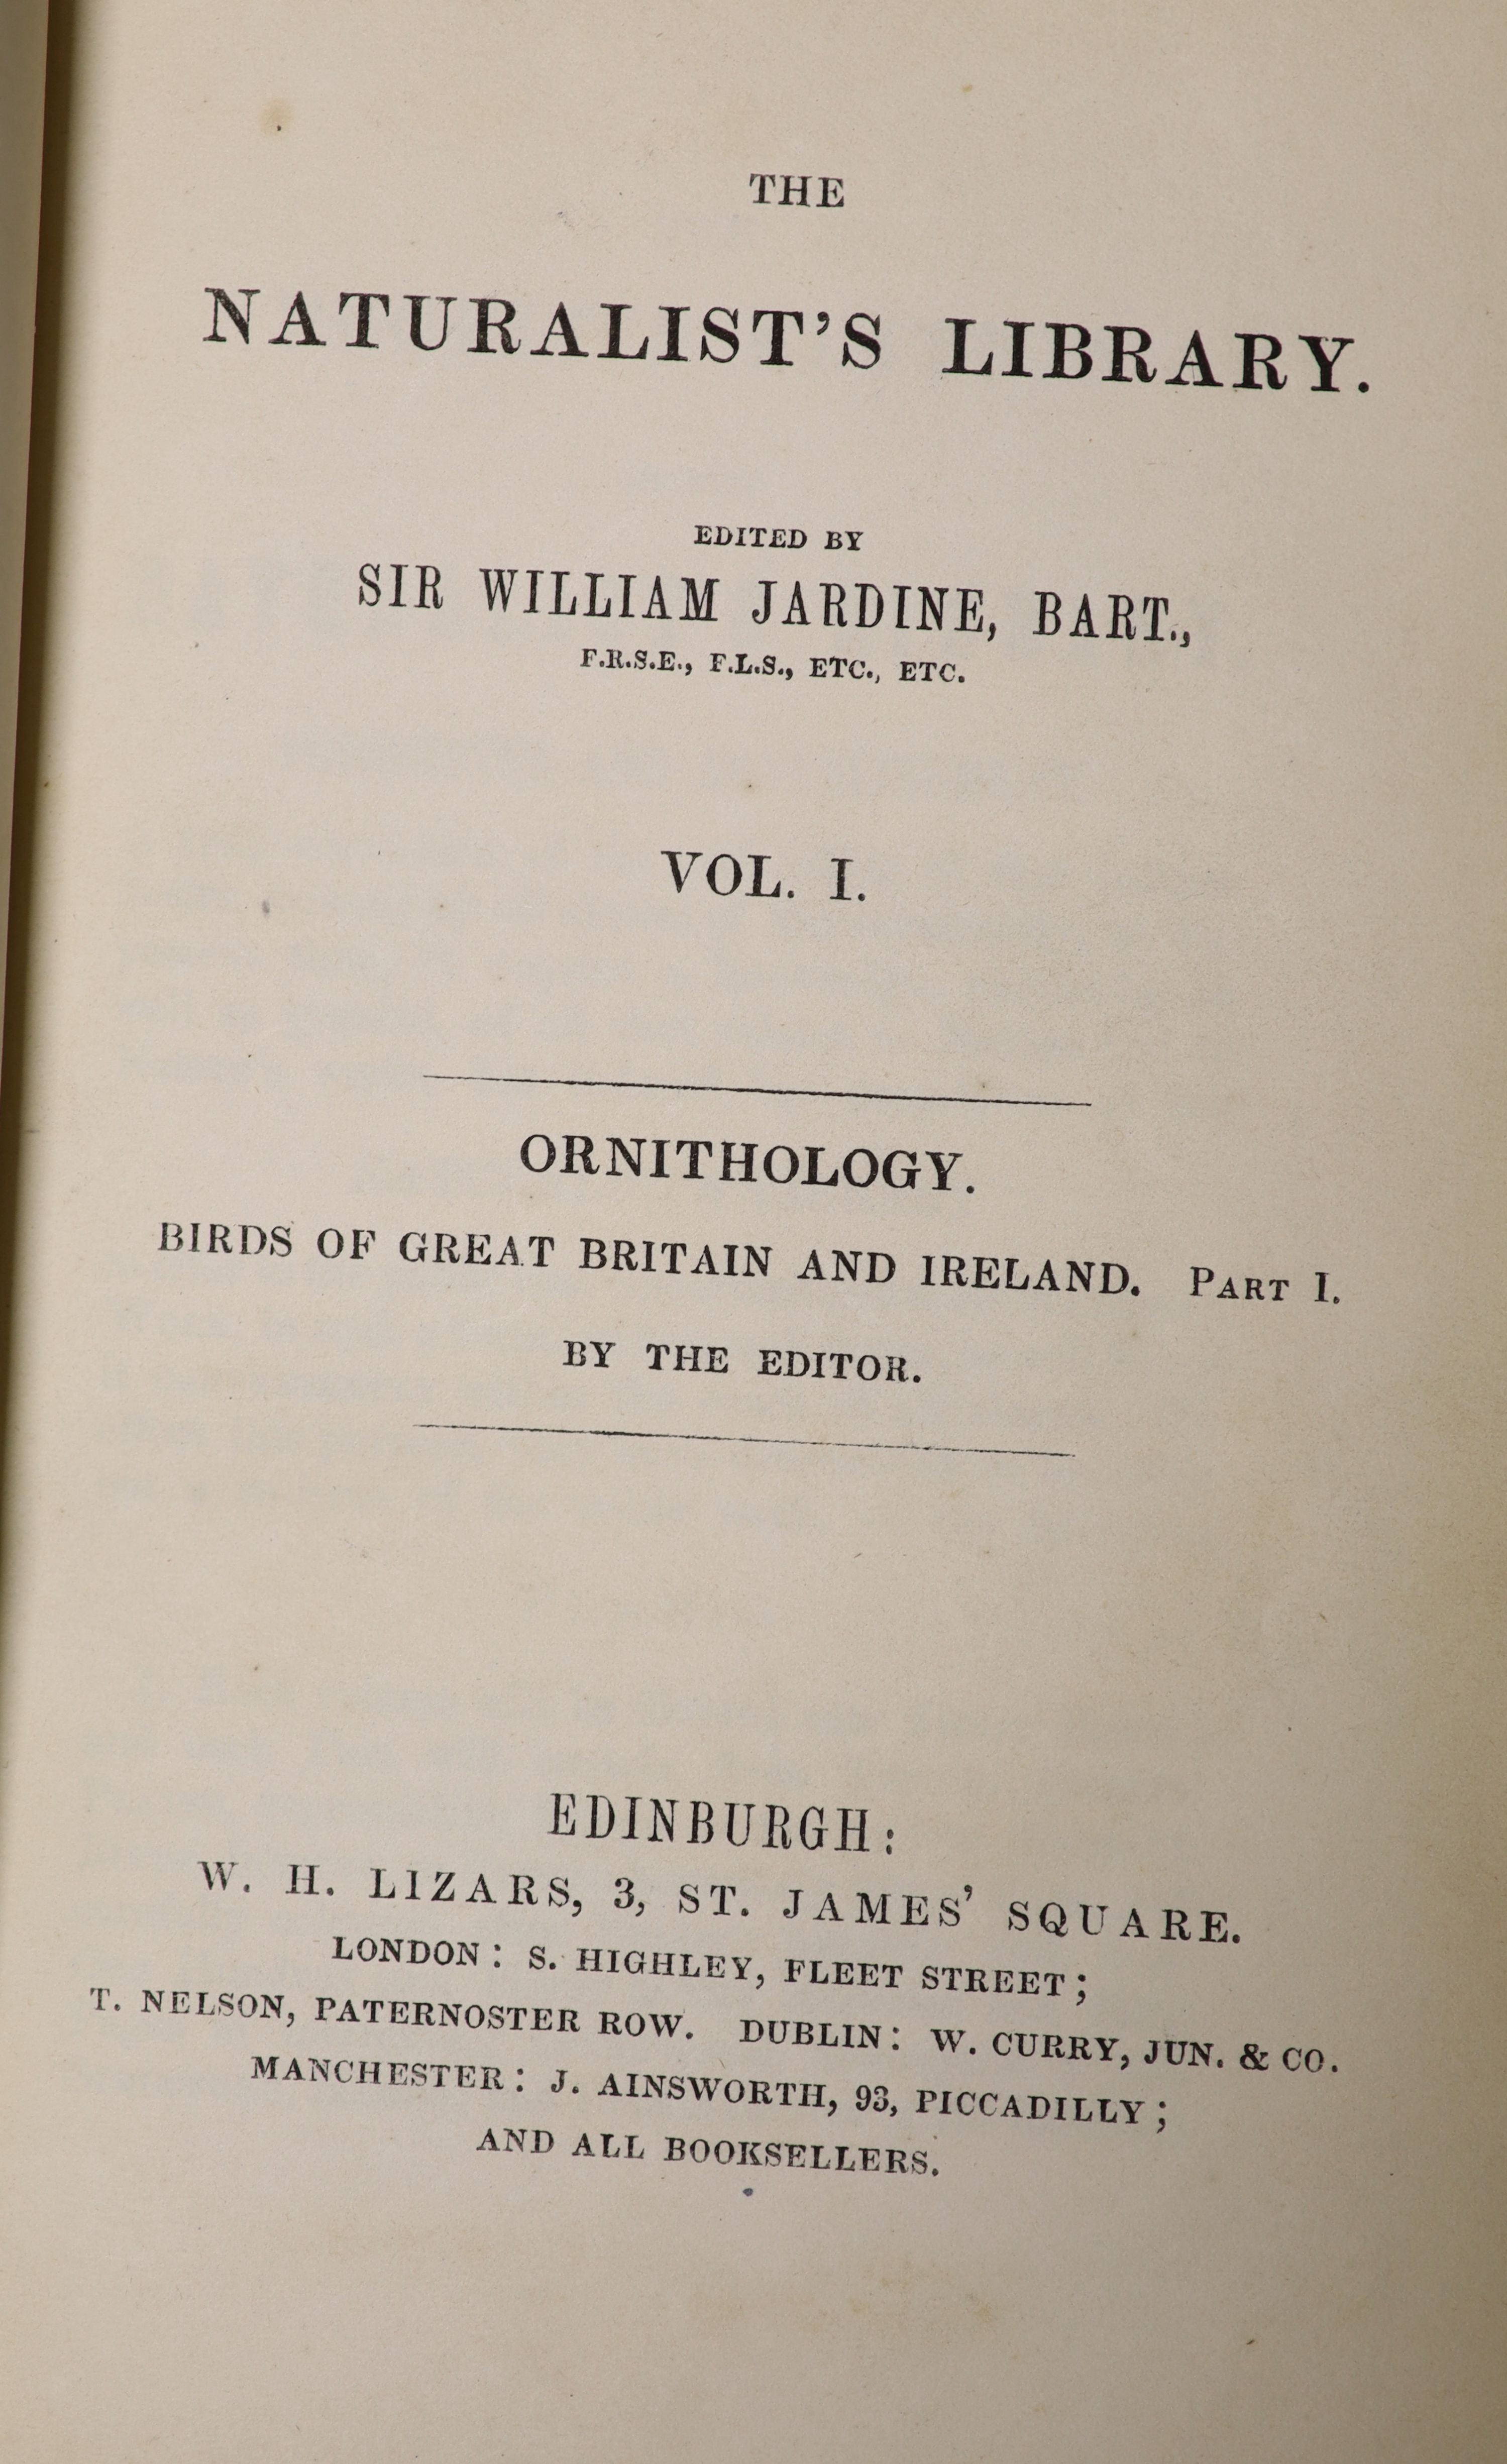 THE
NATURALIST'S LIBRARY.
EDITED BY
SIR WILLIAM JARDINE, BART.,
F.R.S.E., F.L.S., ETC., ETC.
VOL. I.
ORNITHOLOGY.
BIRDS OF GREAT BRITAIN AND IRELAND. PART I.
BY THE EDITOR.
EDINBURGH:
W. H. LIZARS, 3, ST. JAMES' SQUARE.
LONDON: S. HIGHLEY, FLEET STREET;
T. NELSON, PATERNOSTER ROW. DUBLIN: W. CURRY, JUN. & CO.
MANCHESTER: J. AINSWORTH, 93, PICCADILLY;
AND ALL BOOKSELLERS.